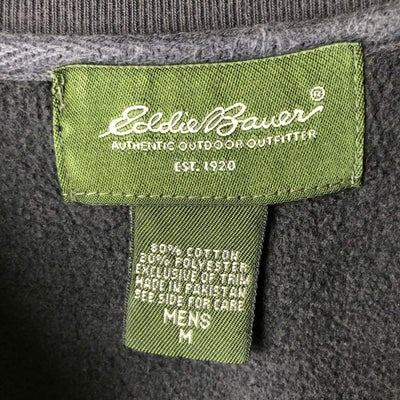 Eddie Bauer®
AUTHENTIC OUTDOOR OUTFITTER
EST. 1920
80% COTTON
20% POLYESTER
EXCLUSIVE OF TRIM
MADE IN PAKISTAN
SEE SIDE FOR CARE
MENS
M